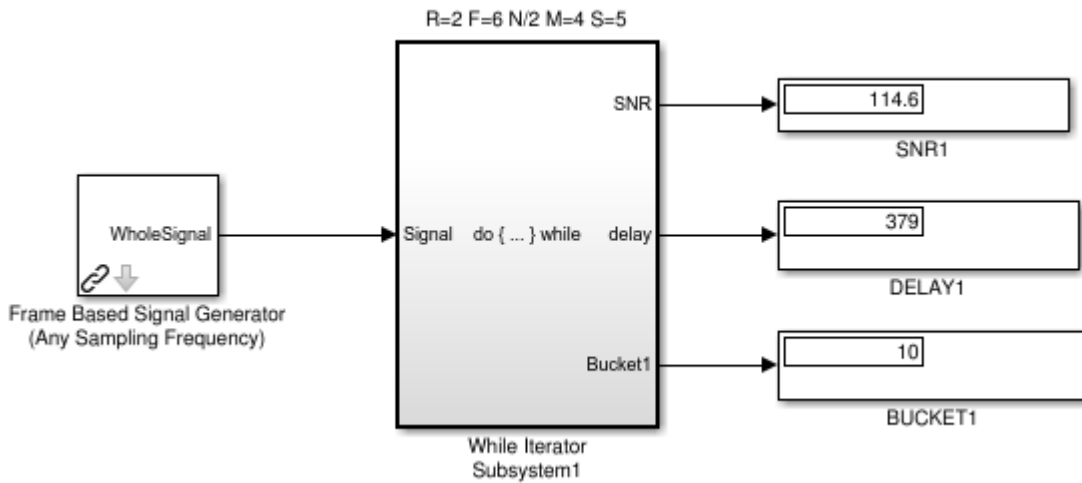 R=2 F=6 N/2 M=4 S=5
SNR
114.6
SNR1
WholeSignal
Signal do { ... } while delay
379
DELAY1
Frame Based Signal Generator
(Any Sampling Frequency)
Bucket1
10
BUCKET1
While Iterator
Subsystem1